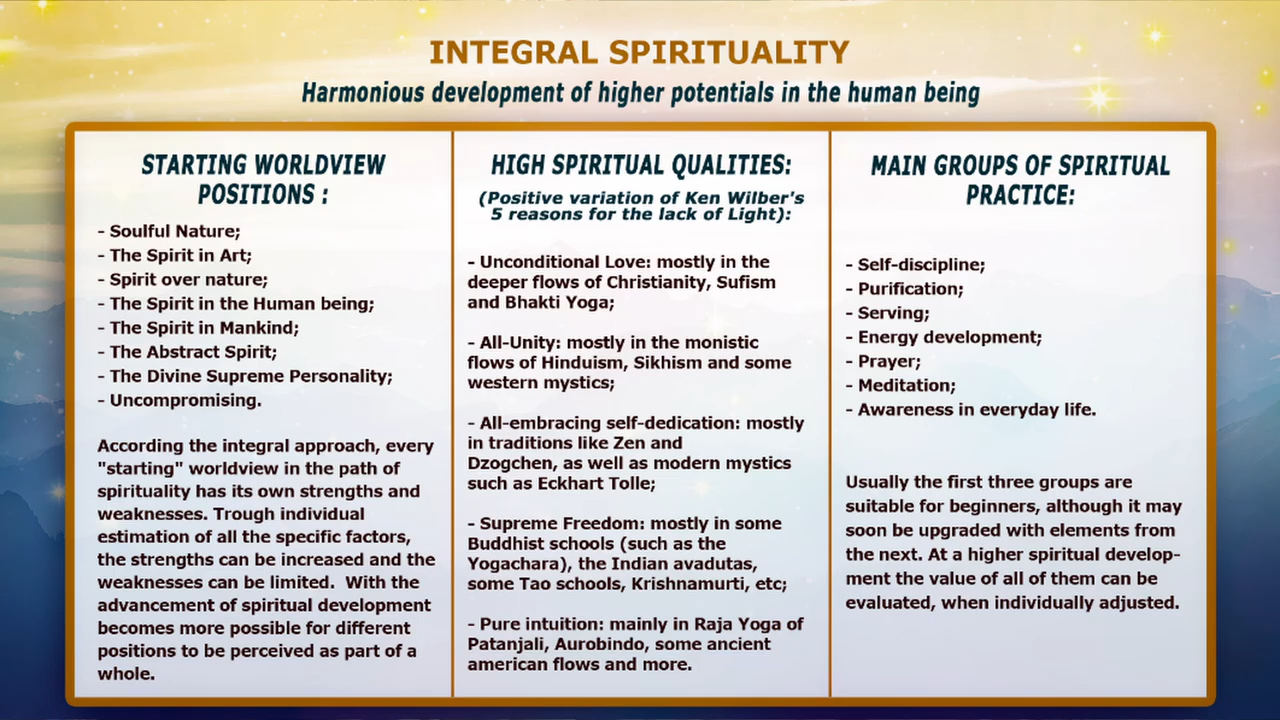 INTEGRAL SPIRITUALITY
Harmonious development of higher potentials in the human being
STARTING WORLDVIEW
POSITIONS :
- Soulful Nature;
- The Spirit in Art;
- Spirit over nature;
- The Spirit in the Human being;
- The Spirit in Mankind;
- The Abstract Spirit;
- The Divine Supreme Personality;
- Uncompromising.
According the integral approach, every
"starting" worldview in the path of
spirituality has its own strengths and
weaknesses. Trough individual
estimation of all the specific factors,
the strengths can be increased and the
weaknesses can be limited. With the
advancement of spiritual development
becomes more possible for different
positions to be perceived as part of a
whole.
HIGH SPIRITUAL QUALITIES:
(Positive variation of Ken Wilber's
5 reasons for the lack of Light):
- Unconditional Love: mostly in the
deeper flows of Christianity, Sufism
and Bhakti Yoga;
- All-Unity: mostly in the monistic
flows of Hinduism, Sikhism and some
western mystics;
- All-embracing self-dedication: mostly
in traditions like Zen and
Dzogchen, as well as modern mystics
such as Eckhart Tolle;
- Supreme Freedom: mostly in some
Buddhist schools (such as the
Yogachara), the Indian avadutas,
some Tao schools, Krishnamurti, etc;
- Pure intuition: mainly in Raja Yoga of
Patanjali, Aurobindo, some ancient
american flows and more.
MAIN GROUPS OF SPIRITUAL
PRACTICE:
- Self-discipline;
- Purification;
- Serving;
- Energy development;
- Prayer;
- Meditation;
- Awareness in everyday life.
Usually the first three groups are
suitable for beginners, although it may
soon be upgraded with elements from
the next. At a higher spiritual develop-
ment the value of all of them can be
evaluated, when individually adjusted.